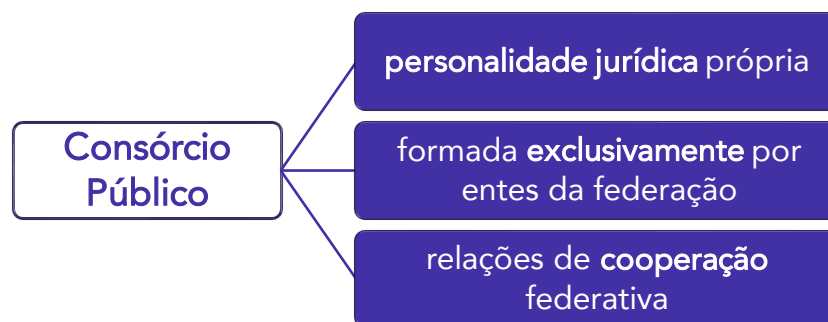 Consórcio
Público
personalidade jurídica própria
formada exclusivamente por
entes da federação
relações de cooperação
federativa